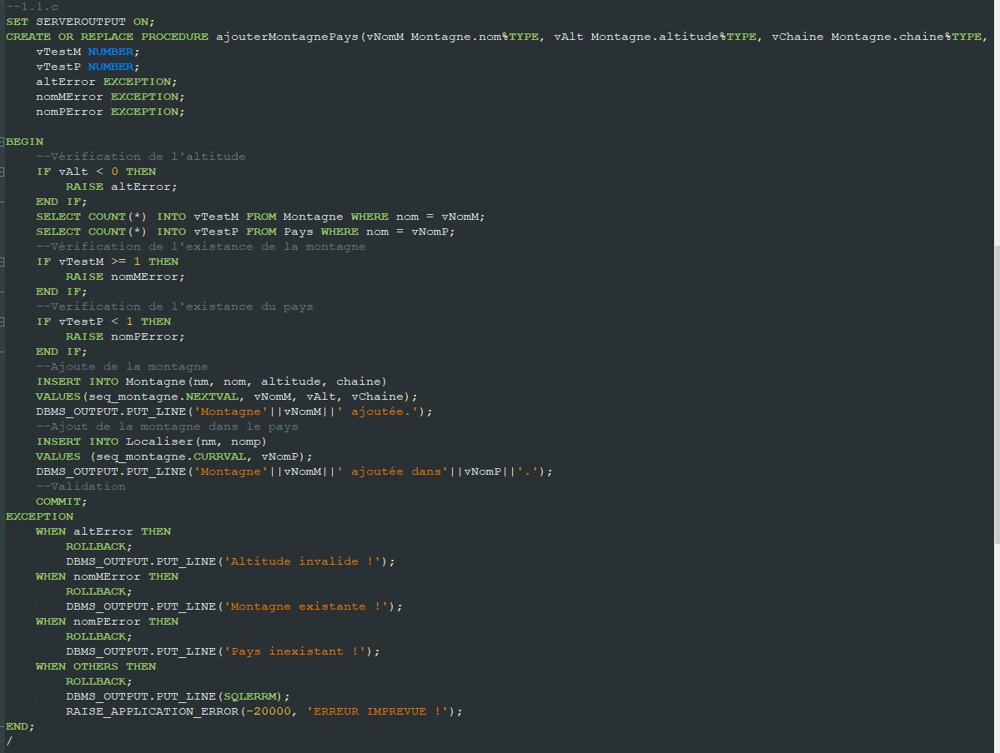 --1.1.c
SET SERVEROUTPUT ON;
CREATE OR REPLACE PROCEDURE ajouterMontagnePays(vNomM Montagne.nom%TYPE, vAlt Montagne.altitude%TYPE, vChaine Montagne.chaine%TYPE,
    vTestM NUMBER;
    vTestP NUMBER;
    altError EXCEPTION;
    nomMError EXCEPTION;
    nomPError EXCEPTION;

BEGIN
    --Vérification de l'altitude
    IF vAlt < 0 THEN
        RAISE altError;
    END IF;
    SELECT COUNT(*) INTO vTestM FROM Montagne WHERE nom = vNomM;
    SELECT COUNT(*) INTO vTestP FROM Pays WHERE nom = vNomP;
    --Vérification de l'existance de la montagne
    IF vTestM >= 1 THEN
        RAISE nomMError;
    END IF;
    --Verification de l'existance du pays
    IF vTestP < 1 THEN
        RAISE nomPError;
    END IF;
    --Ajoute de la montagne
    INSERT INTO Montagne(nm, nom, altitude, chaine)
    VALUES(seq_montagne.NEXTVAL, vNomM, vAlt, vChaine);
    DBMS_OUTPUT.PUT_LINE('Montagne'||vNomM||' ajoutée.');
    --Ajout de la montagne dans le pays
    INSERT INTO Localiser(nm, nomp)
    VALUES (seq_montagne.CURRVAL, vNomP);
    DBMS_OUTPUT.PUT_LINE('Montagne'||vNomM||' ajoutée dans'||vNomP||'.');
    --Validation
    COMMIT;
EXCEPTION
    WHEN altError THEN
        ROLLBACK;
        DBMS_OUTPUT.PUT_LINE('Altitude invalide !');
    WHEN nomMError THEN
        ROLLBACK;
        DBMS_OUTPUT.PUT_LINE('Montagne existante !');
    WHEN nomPError THEN
        ROLLBACK;
        DBMS_OUTPUT.PUT_LINE('Pays inexistant !');
    WHEN OTHERS THEN
        ROLLBACK;
        DBMS_OUTPUT.PUT_LINE(SQLERRM);
        RAISE_APPLICATION_ERROR(-20000, 'ERREUR IMPREVUE !');
END;
/